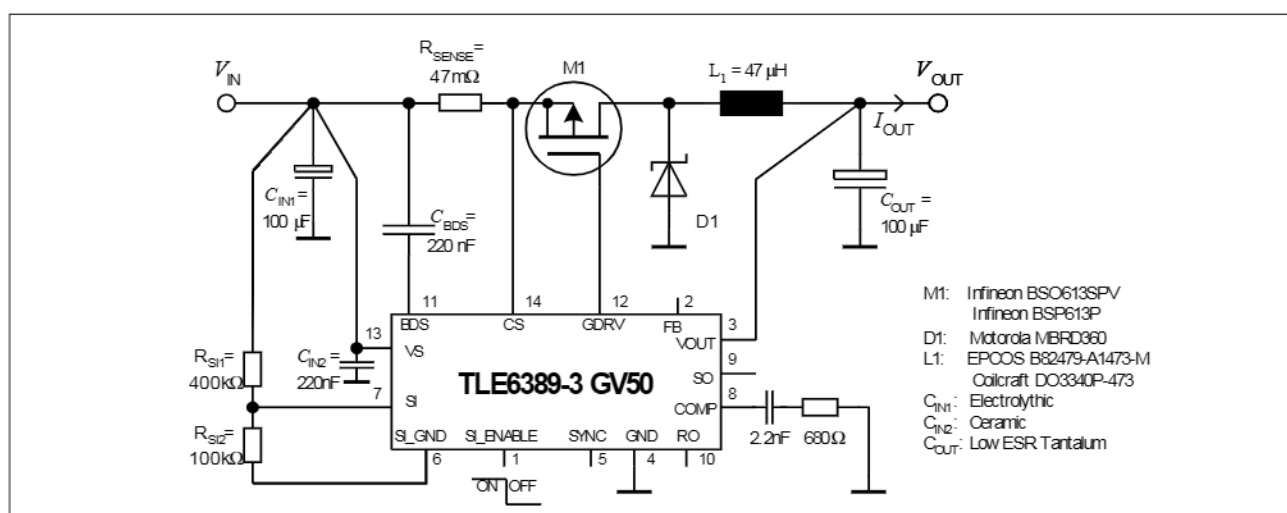 R_SENSE=
47mΩ
M1
L₁ = 47 µH
V_IN
V_OUT
I_OUT
C_IN1=
100 µF
C_BDS=
220 nF
D1
C_OUT =
100 µF
11
14
12
2
BDS
CS
GDRV
FB
3
VOUT
13
VS
9
SO
R_SI1=
400kΩ
C_IN2=
220nF
7
SI
TLE6389-3 GV50
8
COMP
2.2nF
680Ω
R_SI2=
100kΩ
SI_GND
SI_ENABLE
SYNC
GND
RO
6
1
5
4
10
ON
OFF
M1: Infineon BSO613SPV
Infineon BSP613P
D1: Motorola MBRD360
L1: EPCOS B82479-A1473-M
Coilcraft DO3340P-473
C_IN1: Electrolythic
C_IN2: Ceramic
C_OUT: Low ESR Tantalum